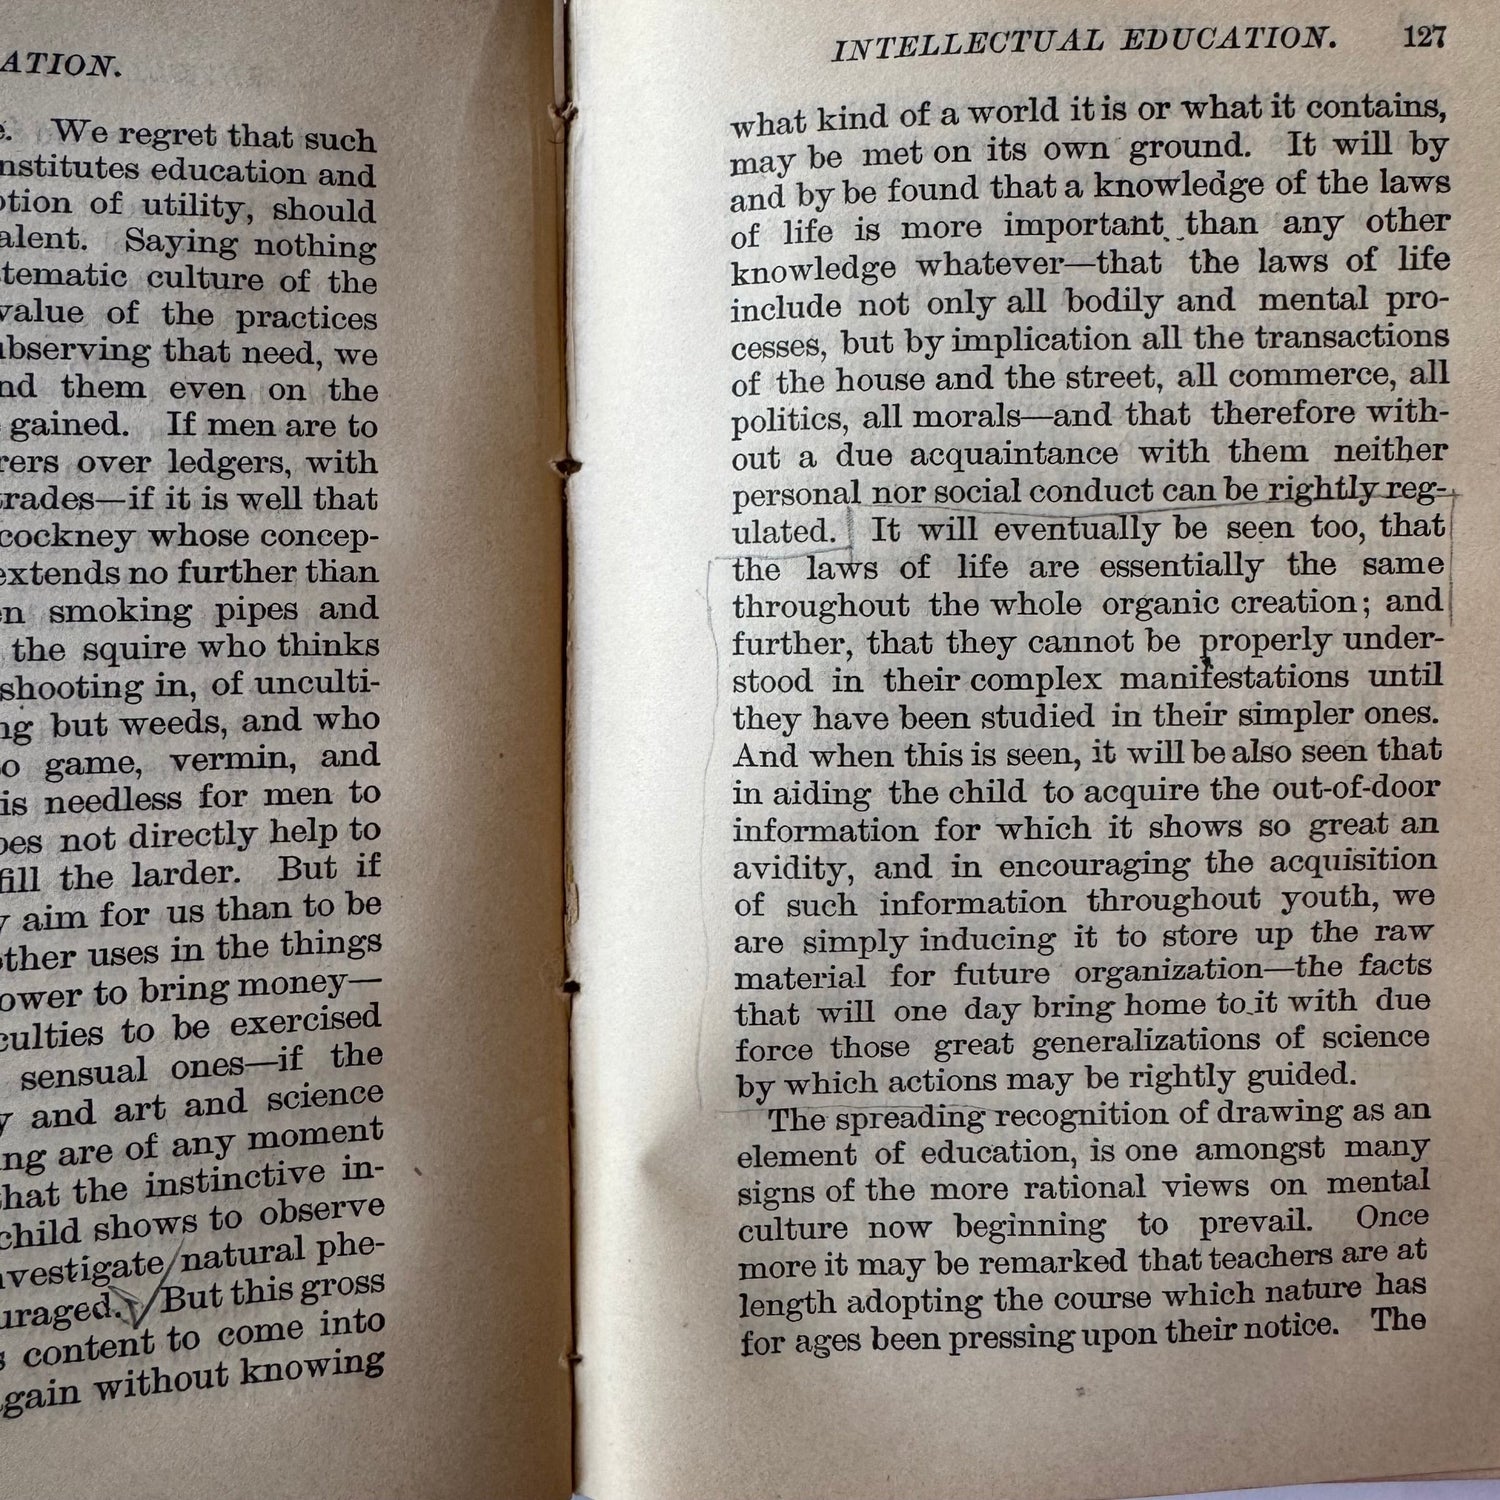 ATION.
We regret that such
education and
of utility, should
Saying nothing
culture of the
value of the practices
that need, we
them even on the
gained. If men are to
over ledgers, with
if it is well that
cockney whose concep-
extends no further than
smoking pipes and
the squire who thinks
shooting in, of unculti-
but weeds, and who
game, vermin, and
is needless for men to
not directly help to
fill the larder. But if
aim for us than to be
other uses in the things
to bring money—
to be exercised
sensual ones—if the
and art and science
are of any moment
that the instinctive in-
child shows to observe
natural phe-
But this gross
content to come into
gain without knowing
INTELLECTUAL EDUCATION. 127
what kind of a world it is or what it contains,
may be met on its own ground. It will by
and by be found that a knowledge of the laws
of life is more important than any other
knowledge whatever—that the laws of life
include not only all bodily and mental pro-
cesses, but by implication all the transactions
of the house and the street, all commerce, all
politics, all morals—and that therefore with-
out a due acquaintance with them neither
personal nor social conduct can be rightly reg-
ulated. It will eventually be seen too, that
the laws of life are essentially the same
throughout the whole organic creation; and
further, that they cannot be properly under-
stood in their complex manifestations until
they have been studied in their simpler ones.
And when this is seen, it will be also seen that
in aiding the child to acquire the out-of-door
information for which it shows so great an
avidity, and in encouraging the acquisition
of such information throughout youth, we
are simply inducing it to store up the raw
material for future organization—the facts
that will one day bring home to it with due
force those great generalizations of science
by which actions may be rightly guided.
The spreading recognition of drawing as an
element of education, is one amongst many
signs of the more rational views on mental
culture now beginning to prevail. Once
more it may be remarked that teachers are at
length adopting the course which nature has
for ages been pressing upon their notice. The